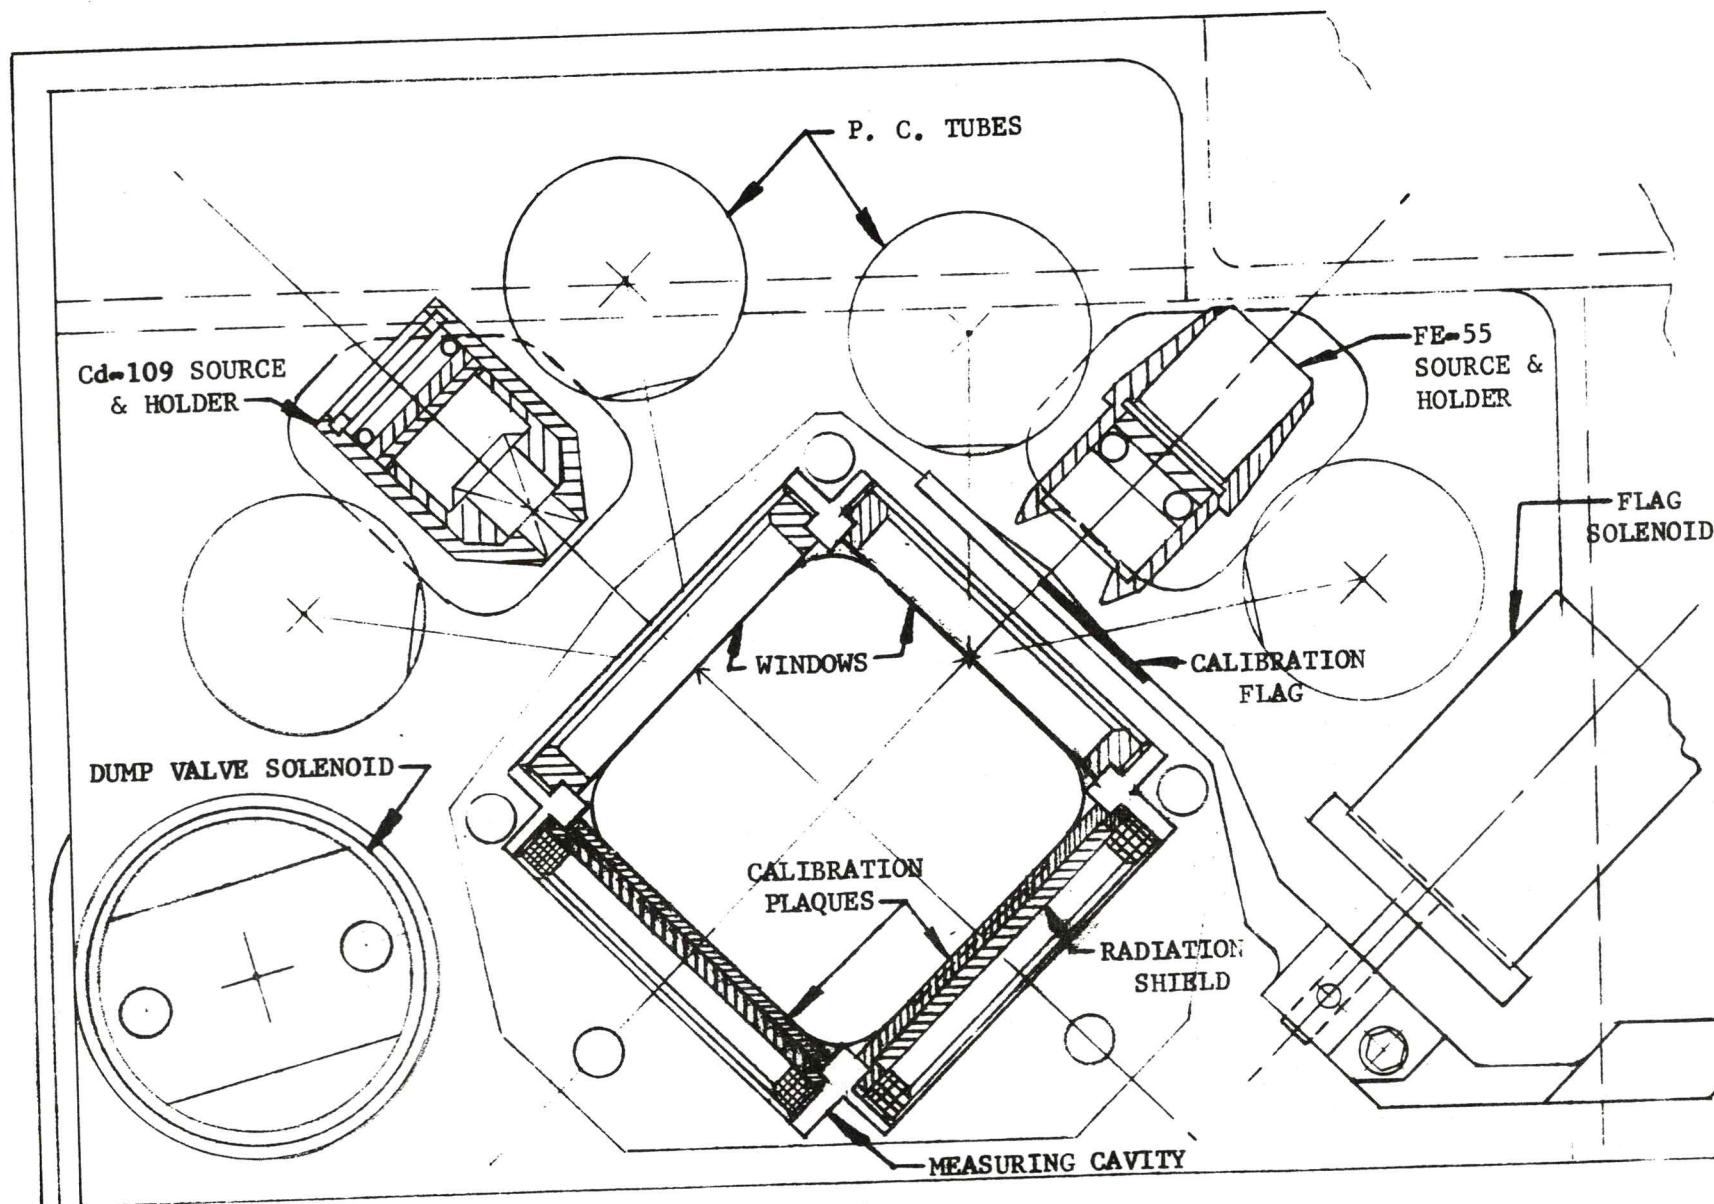 P. C. TUBES
Cd-109 SOURCE
& HOLDER
FE-55
SOURCE &
HOLDER
FLAG
SOLENOID
WINDOWS
CALIBRATION
FLAG
DUMP VALVE SOLENOID
CALIBRATION
PLAQUES
RADIATION
SHIELD
MEASURING CAVITY